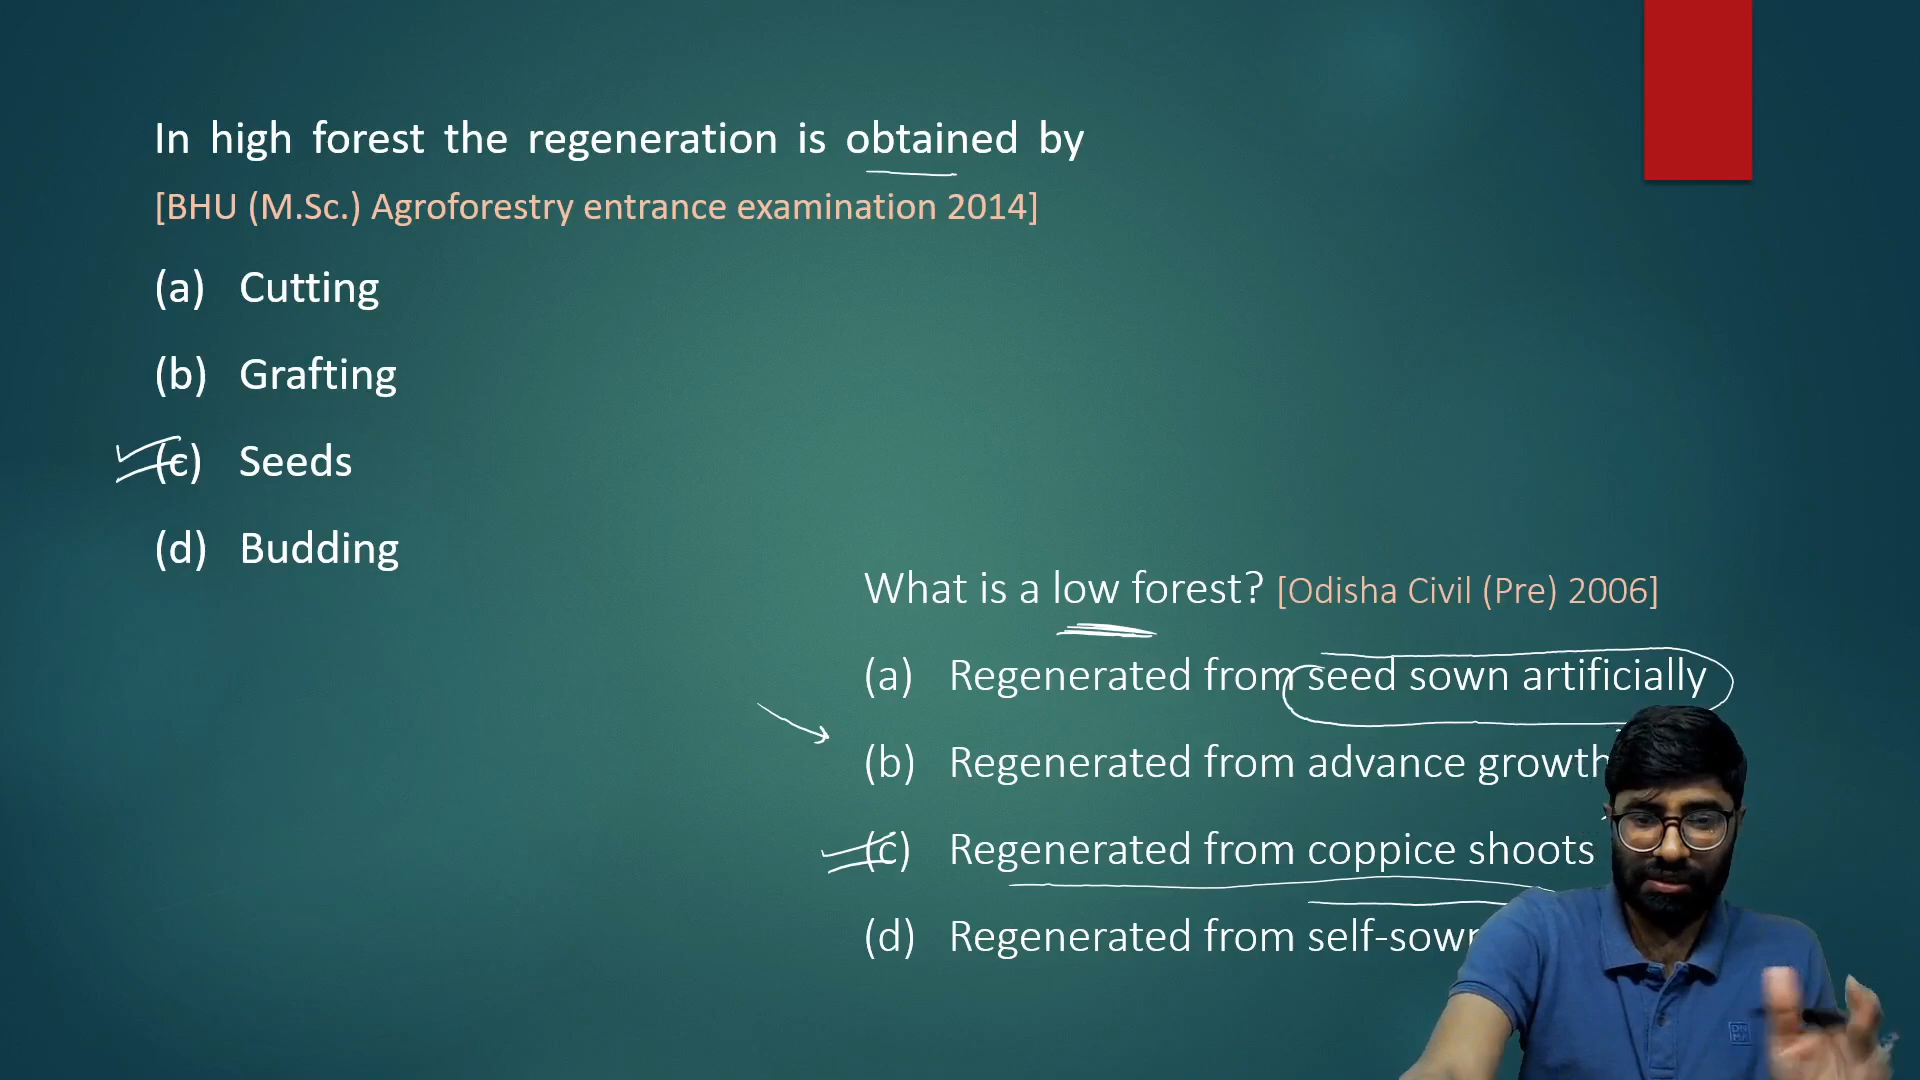 In high forest the regeneration is obtained by
[BHU (M.Sc.) Agroforestry entrance examination 2014]
(a) Cutting
(b) Grafting
(c) Seeds
(d) Budding
What is a low forest? [Odisha Civil (Pre) 2006]
(a) Regenerated from seed sown artificially
(b) Regenerated from advance growth
(c) Regenerated from coppice shoots
(d) Regenerated from